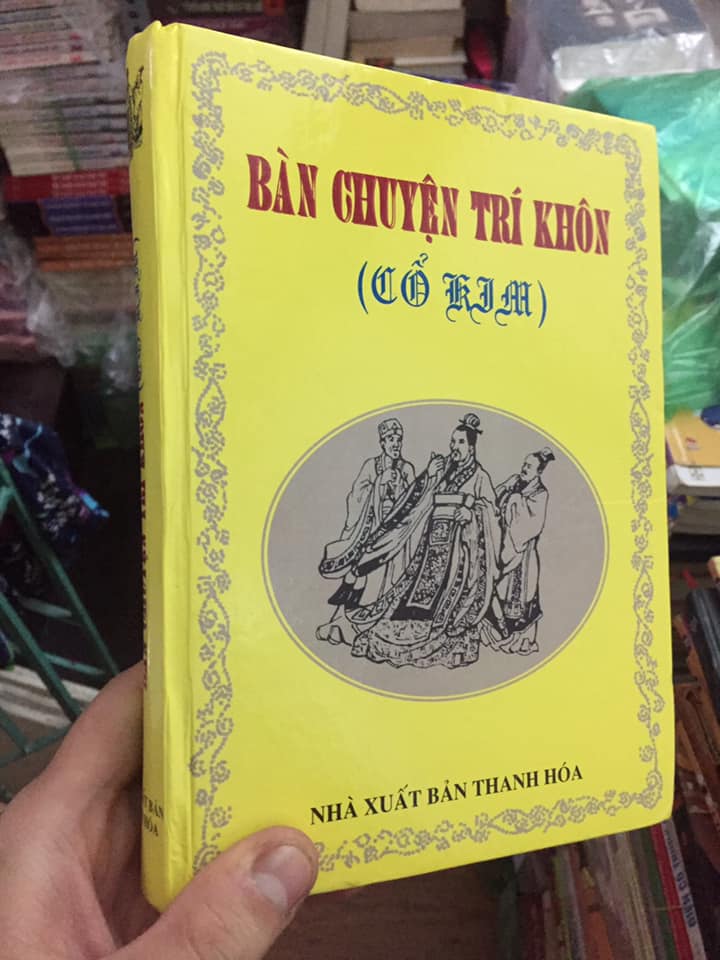 BÀN CHUYỆN TRÍ KHÔN
(CỔ KIM)
NHÀ XUẤT BẢN THANH HÓA